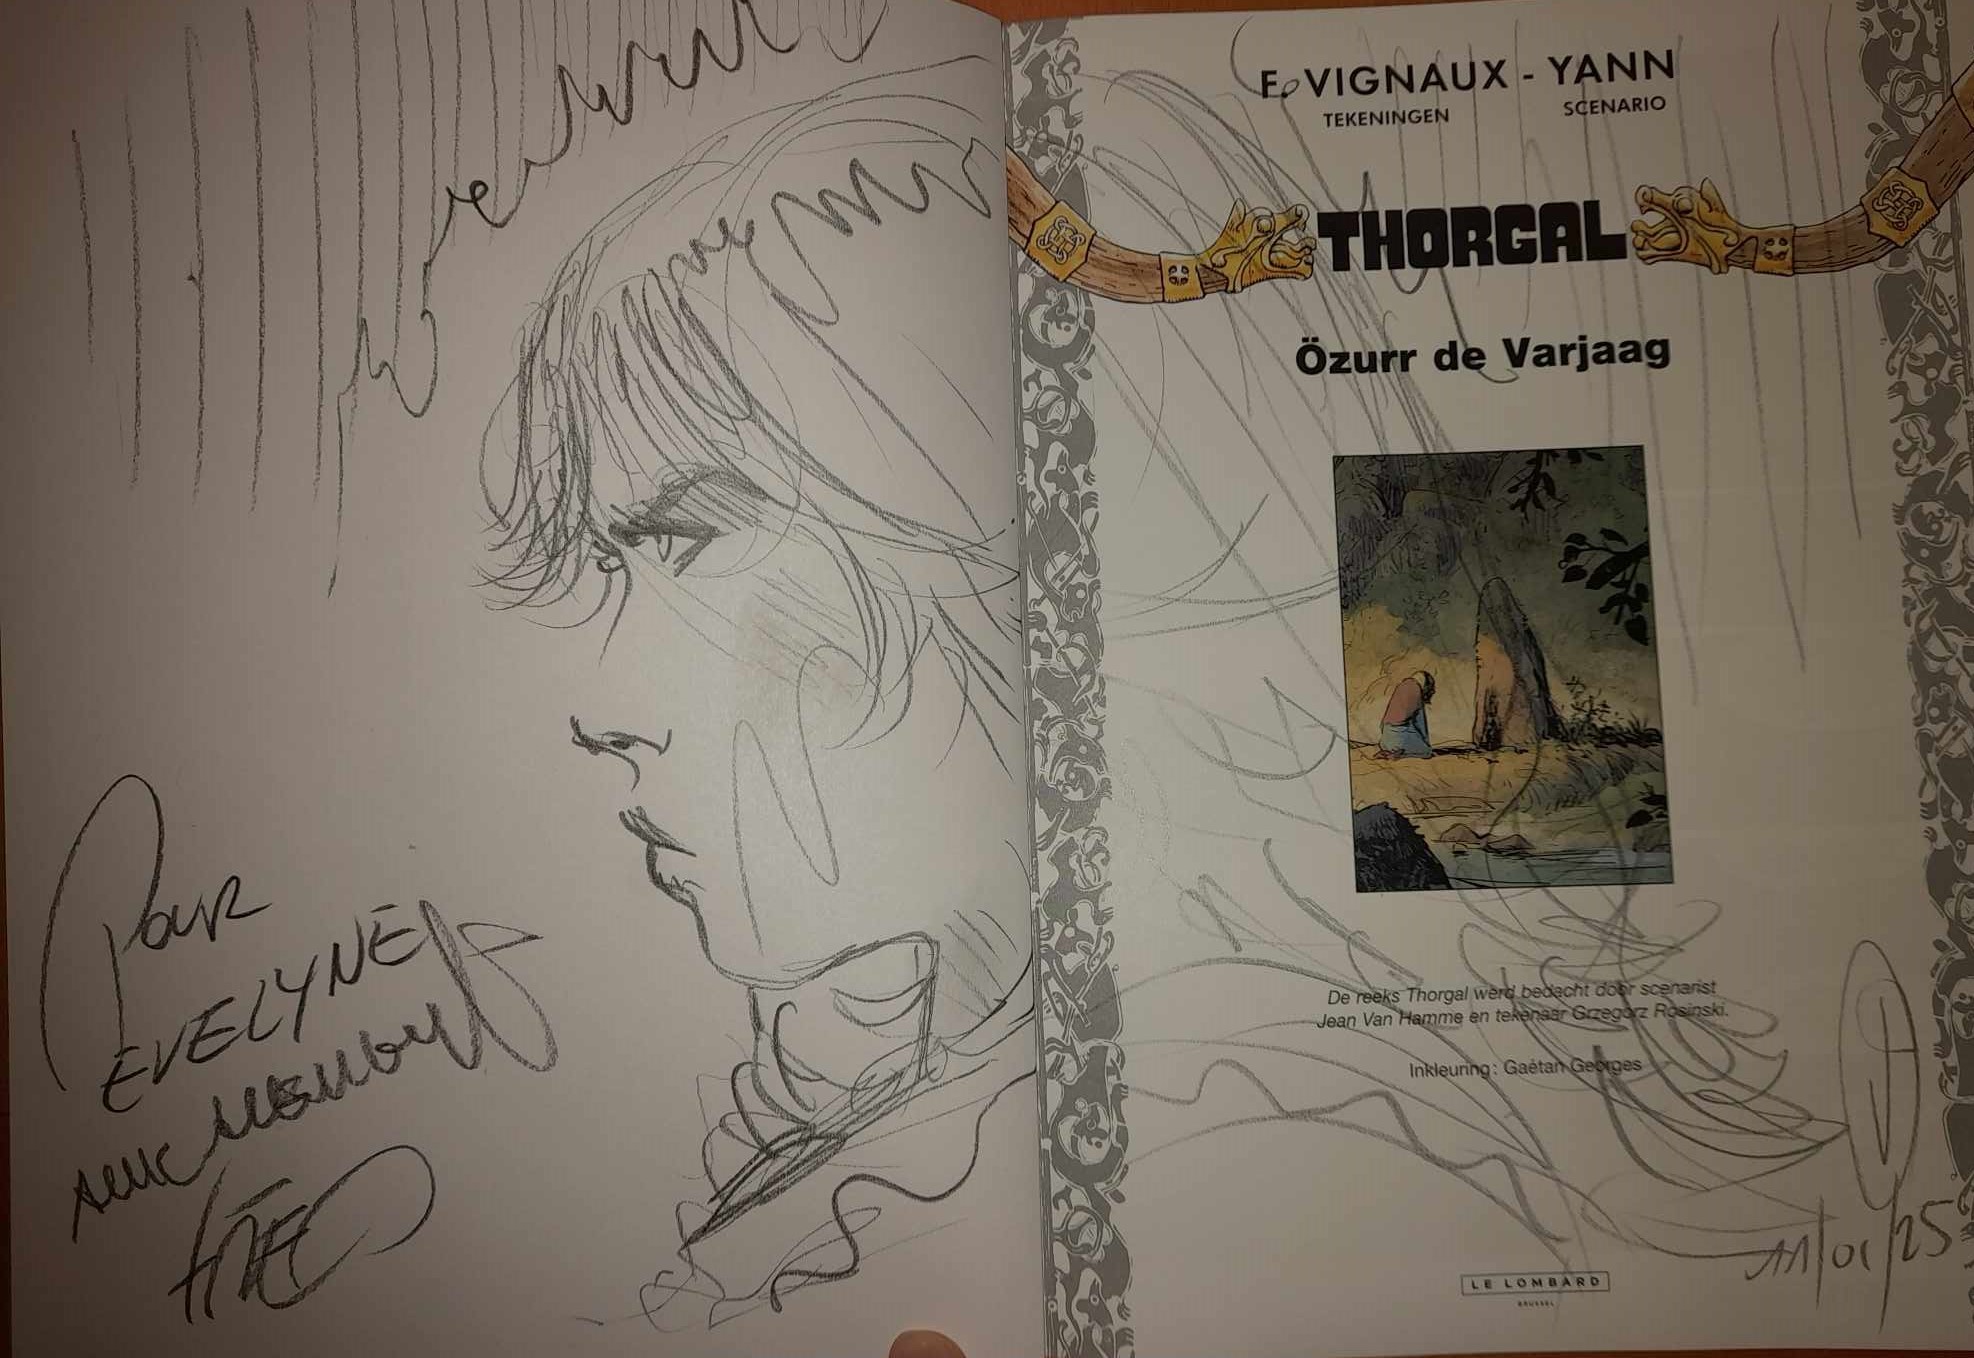 Pour
EVELYNE
avec
FRED
F. VIGNAUX - YANN
TEKENINGEN SCENARIO
THORGAL
Özurr de Varjaag
De reeks Thorgal werd bedacht door scenarist
Jean Van Hamme en tekenaar Grzegorz Rosinski.
Inkleuring: Gaétan Georges
11/01/25
LE LOMBARD
BRUSSEL